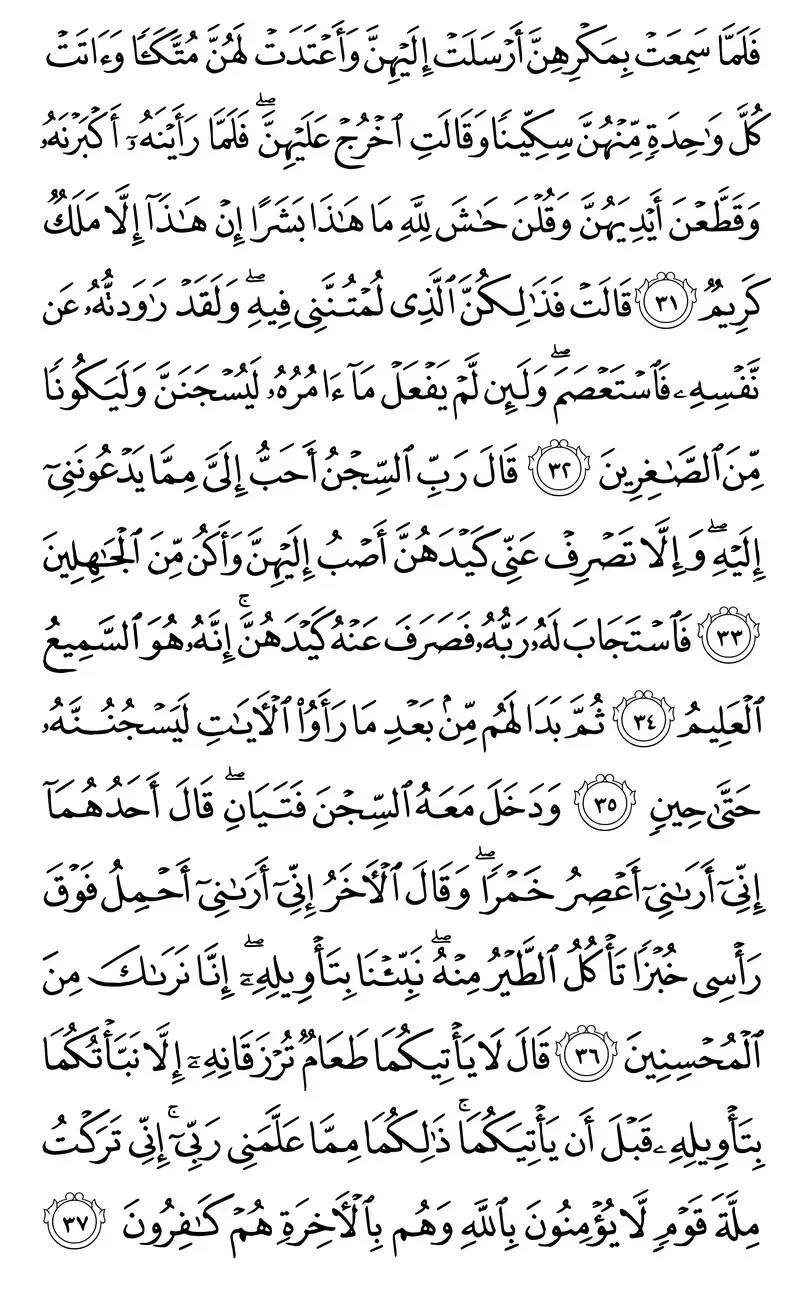 فَلَمَّا سَمِعَتْ بِمَكْرِهِنَّ أَرْسَلَتْ إِلَيْهِنَّ وَأَعْتَدَتْ لَهُنَّ مُتَّكَـًٔا وَءَاتَتْ
كُلَّ وَٰحِدَةٍ مِّنْهُنَّ سِكِّينًا وَقَالَتِ ٱخْرُجْ عَلَيْهِنَّ ۖ فَلَمَّا رَأَيْنَهُۥٓ أَكْبَرْنَهُۥ
وَقَطَّعْنَ أَيْدِيَهُنَّ وَقُلْنَ حَٰشَ لِلَّهِ مَا هَٰذَا بَشَرًا إِنْ هَٰذَآ إِلَّا مَلَكٌ
كَرِيمٌ ٣١ قَالَتْ فَذَٰلِكُنَّ ٱلَّذِى لُمْتُنَّنِى فِيهِ ۖ وَلَقَدْ رَٰوَدتُّهُۥ عَن
نَّفْسِهِۦ فَٱسْتَعْصَمَ ۖ وَلَئِن لَّمْ يَفْعَلْ مَآ ءَامُرُهُۥ لَيُسْجَنَنَّ وَلَيَكُونًا
مِّنَ ٱلصَّٰغِرِينَ ٣٢ قَالَ رَبِّ ٱلسِّجْنُ أَحَبُّ إِلَىَّ مِمَّا يَدْعُونَنِىٓ
إِلَيْهِ ۖ وَإِلَّا تَصْرِفْ عَنِّى كَيْدَهُنَّ أَصْبُ إِلَيْهِنَّ وَأَكُن مِّنَ ٱلْجَٰهِلِينَ
٣٣ فَٱسْتَجَابَ لَهُۥ رَبُّهُۥ فَصَرَفَ عَنْهُ كَيْدَهُنَّ ۚ إِنَّهُۥ هُوَ ٱلسَّمِيعُ
ٱلْعَلِيمُ ٣٤ ثُمَّ بَدَا لَهُم مِّنۢ بَعْدِ مَا رَأَوُا۟ ٱلْءَايَٰتِ لَيَسْجُنُنَّهُۥ
حَتَّىٰ حِينٍ ٣٥ وَدَخَلَ مَعَهُ ٱلسِّجْنَ فَتَيَانِ ۖ قَالَ أَحَدُهُمَآ
إِنِّىٓ أَرَىٰنِىٓ أَعْصِرُ خَمْرًا ۖ وَقَالَ ٱلْءَاخَرُ إِنِّىٓ أَرَىٰنِىٓ أَحْمِلُ فَوْقَ
رَأْسِى خُبْزًا تَأْكُلُ ٱلطَّيْرُ مِنْهُ ۖ نَبِّئْنَا بِتَأْوِيلِهِۦٓ ۖ إِنَّا نَرَىٰكَ مِنَ
ٱلْمُحْسِنِينَ ٣٦ قَالَ لَا يَأْتِيكُمَا طَعَامٌ تُرْزَقَانِهِۦٓ إِلَّا نَبَّأْتُكُمَا
بِتَأْوِيلِهِۦ قَبْلَ أَن يَأْتِيَكُمَا ۚ ذَٰلِكُمَا مِمَّا عَلَّمَنِى رَبِّىٓ ۚ إِنِّى تَرَكْتُ
مِلَّةَ قَوْمٍ لَّا يُؤْمِنُونَ بِٱللَّهِ وَهُم بِٱلْءَاخِرَةِ هُمْ كَٰفِرُونَ ٣٧